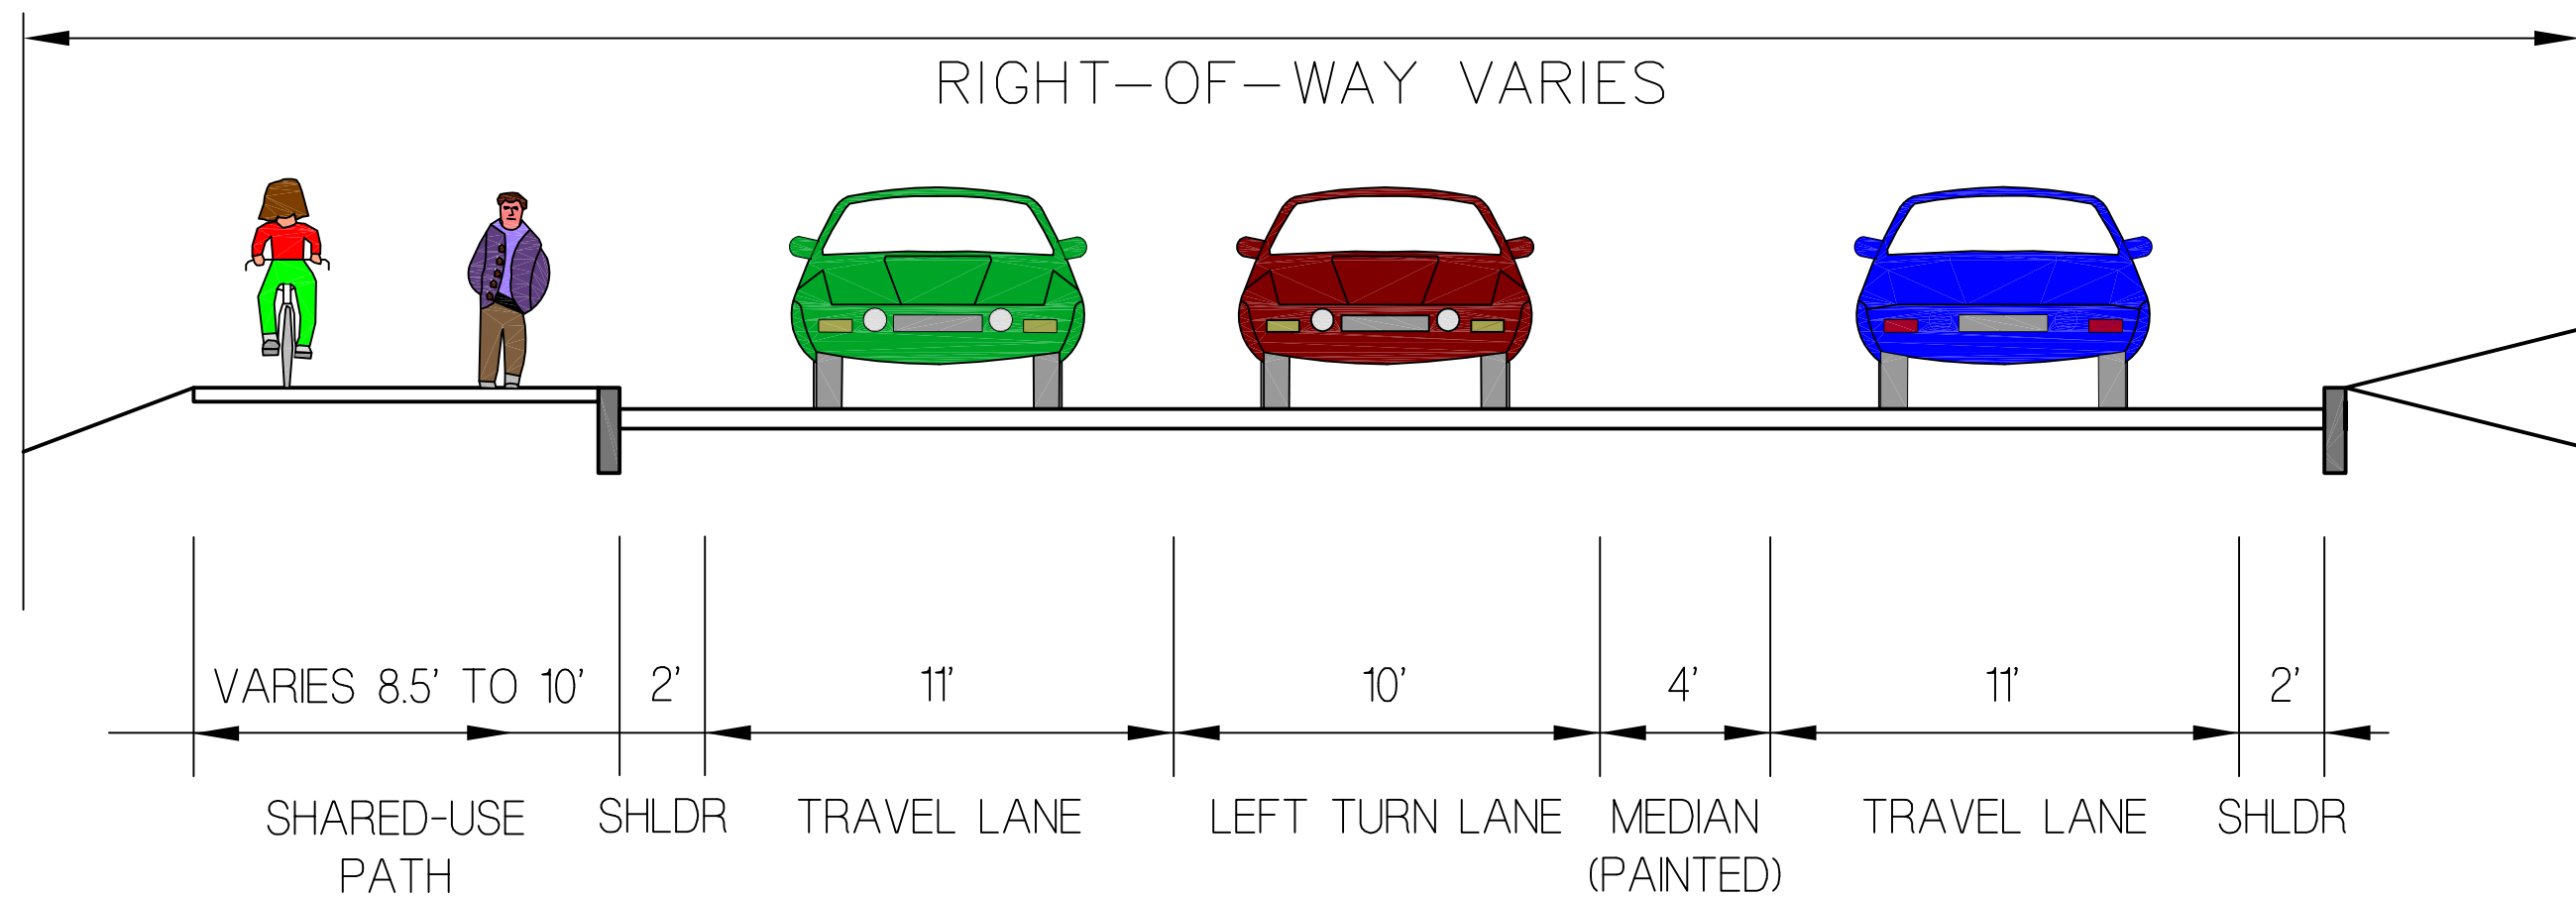 RIGHT-OF-WAY VARIES
VARIES 8.5' TO 10'
2'
11'
10'
4'
11'
2'
SHARED-USE
PATH
SHLDR
TRAVEL LANE
LEFT TURN LANE
MEDIAN
(PAINTED)
TRAVEL LANE
SHLDR